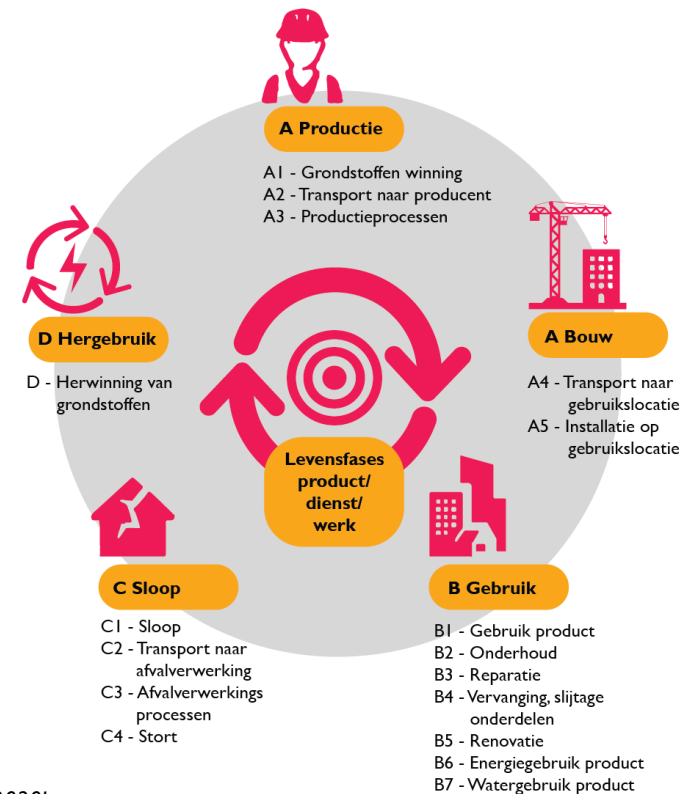 A Productie
A1 - Grondstoffen winning
A2 - Transport naar producent
A3 - Productieprocessen
A Bouw
A4 - Transport naar
gebruikslocatie
A5 - Installatie op
gebruikslocatie
D Hergebruik
D - Herwinning van
grondstoffen
Levensfases
product/
dienst/
werk
C Sloop
C1 - Sloop
C2 - Transport naar
afvalverwerking
C3 - Afvalverwerkings
processen
C4 - Stort
B Gebruik
B1 - Gebruik product
B2 - Onderhoud
B3 - Reparatie
B4 - Vervanging, slijtage
onderdelen
B5 - Renovatie
B6 - Energiegebruik product
B7 - Watergebruik product